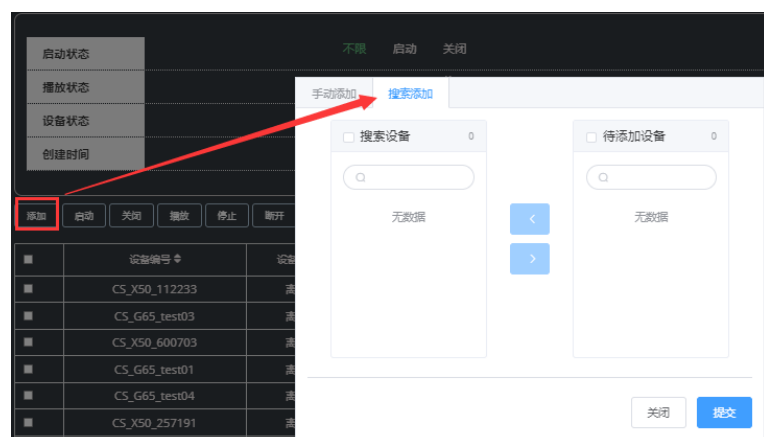 启动状态 不限 启动 关闭
播放状态
设备状态
创建时间
手动添加 搜索添加
搜索设备 0 待添加设备 0
无数据 无数据
添加 启动 关闭 播放 停止 断开
设备编号
CS_X50_112233
CS_G65_test03
CS_X50_600703
CS_G65_test01
CS_G65_test04
CS_X50_257191
关闭 提交